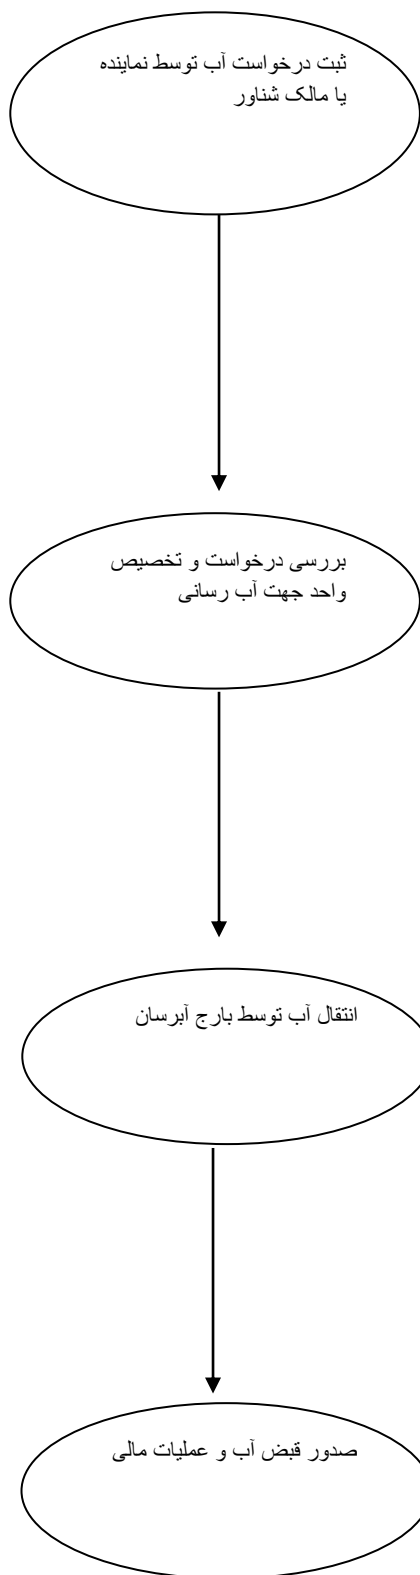 ثبت درخواست آب توسط نماینده
یا مالک شناور
بررسی درخواست و تخصیص
واحد جهت آب رسانی
انتقال آب توسط بارج آبرسان
صدور قبض آب و عملیات مالی